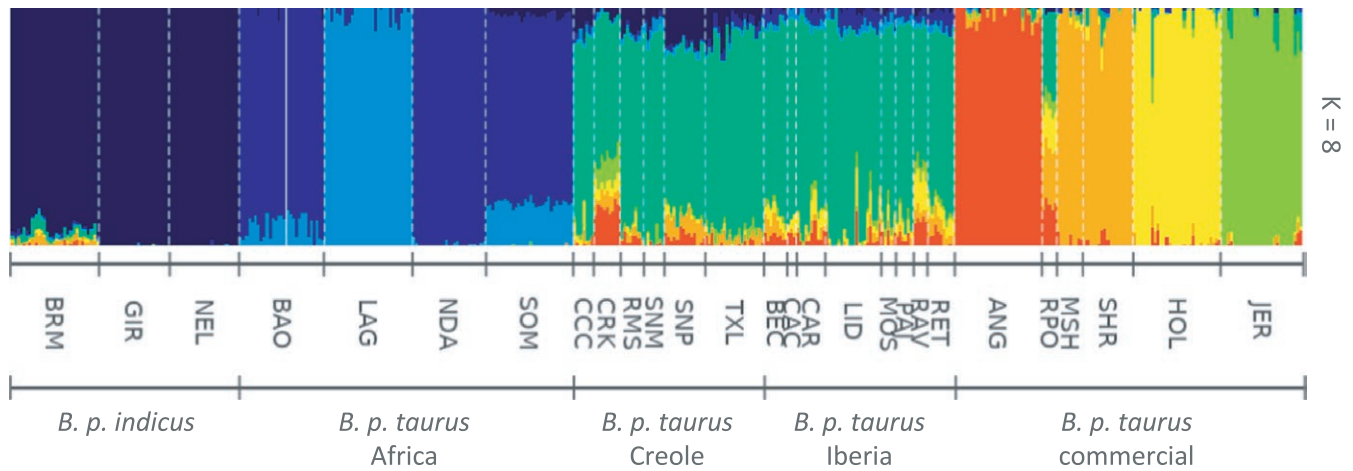 K = 8
BRM
GIR
NEL
BAO
LAG
NDA
SOM
CCC
CRK
RMS
SNM
SNP
TXL
BEC
CAC
CAR
LID
MOS
PAJ
RAV
RET
ANG
RPO
MSH
SHR
HOL
JER
B. p. indicus
B. p. taurus
Africa
B. p. taurus
Creole
B. p. taurus
Iberia
B. p. taurus
commercial